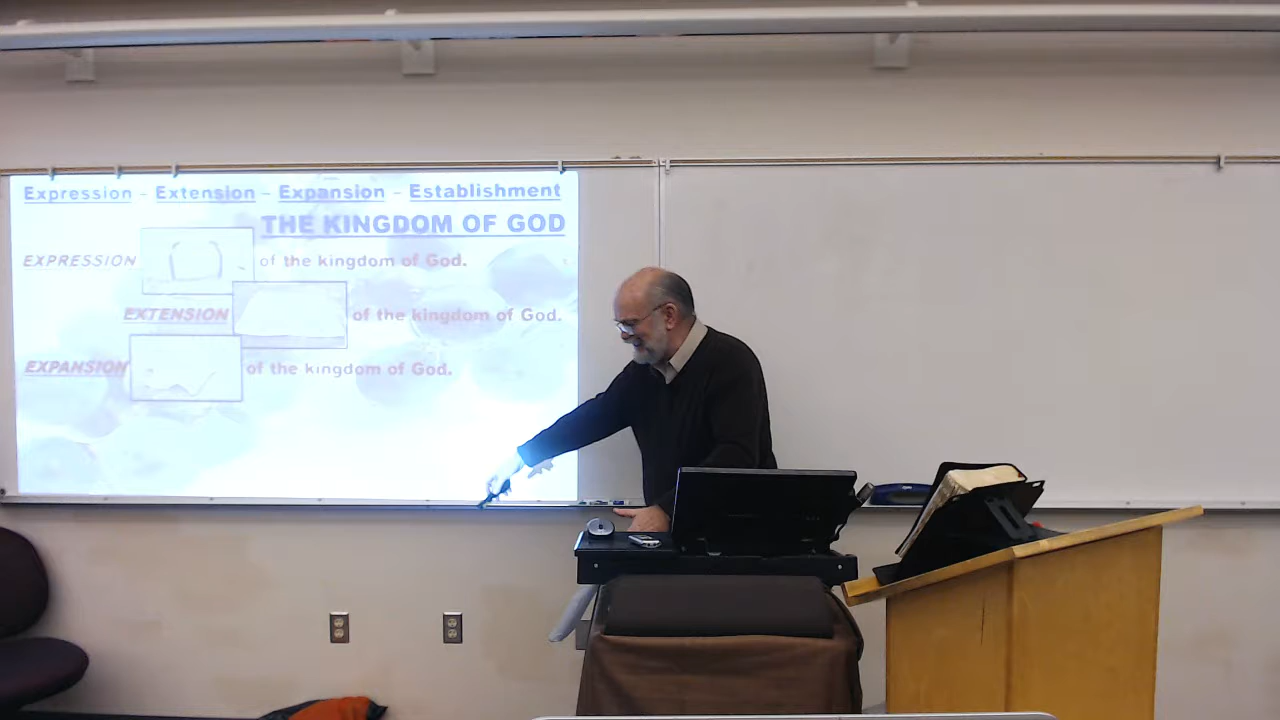 Expression - Extension - Expansion - Establishment
THE KINGDOM OF GOD
EXPRESSION of the kingdom of God.
EXTENSION of the kingdom of God.
EXPANSION of the kingdom of God.